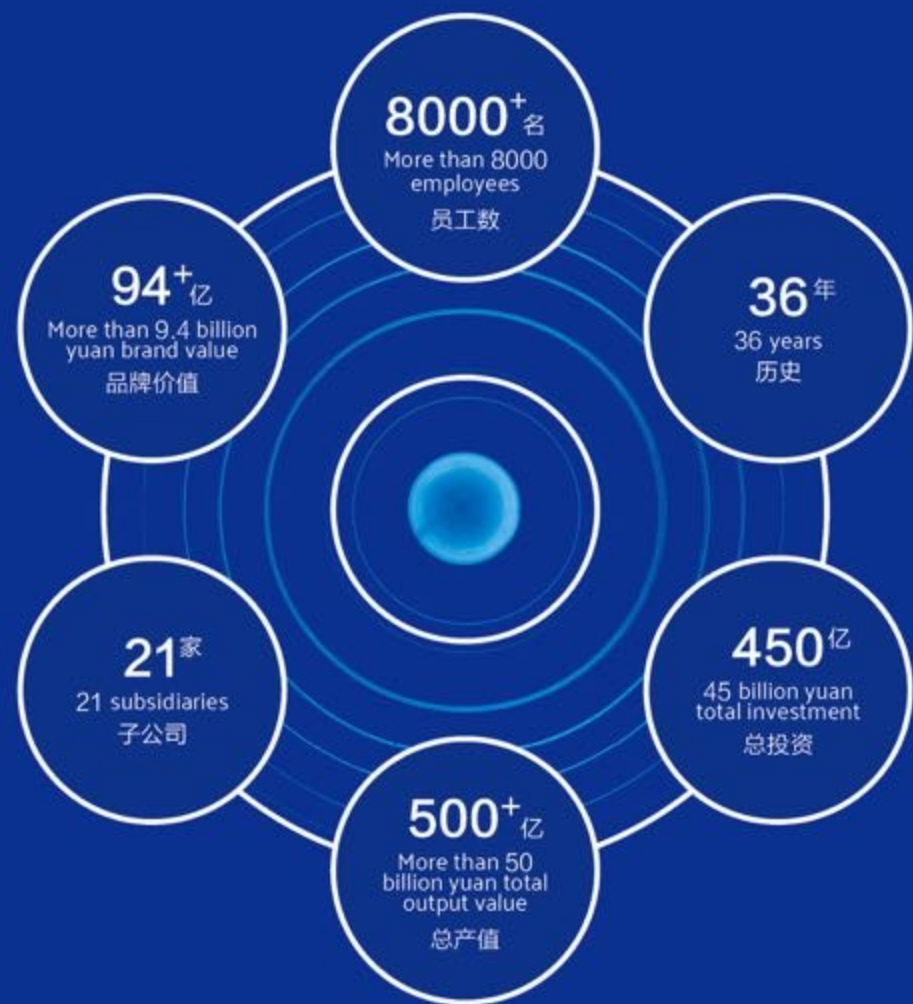 8000+名
More than 8000
employees
员工数
94+亿
More than 9.4 billion
yuan brand value
品牌价值
36年
36 years
历史
21家
21 subsidiaries
子公司
450亿
45 billion yuan
total investment
总投资
500+亿
More than 50
billion yuan total
output value
总产值